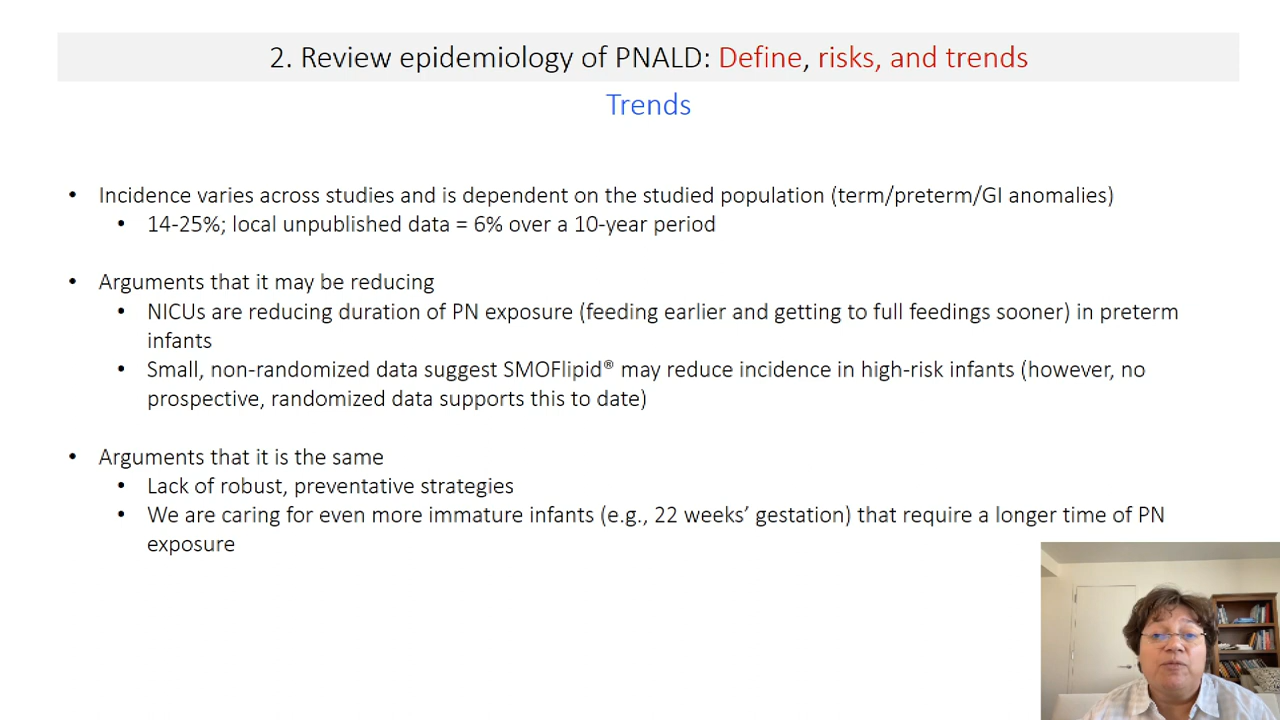 2. Review epidemiology of PNALD: Define, risks, and trends
Trends
• Incidence varies across studies and is dependent on the studied population (term/preterm/GI anomalies)
• 14-25%; local unpublished data = 6% over a 10-year period
• Arguments that it may be reducing
• NICUs are reducing duration of PN exposure (feeding earlier and getting to full feedings sooner) in preterm
infants
• Small, non-randomized data suggest SMOFlipid® may reduce incidence in high-risk infants (however, no
prospective, randomized data supports this to date)
• Arguments that it is the same
• Lack of robust, preventative strategies
• We are caring for even more immature infants (e.g., 22 weeks’ gestation) that require a longer time of PN
exposure